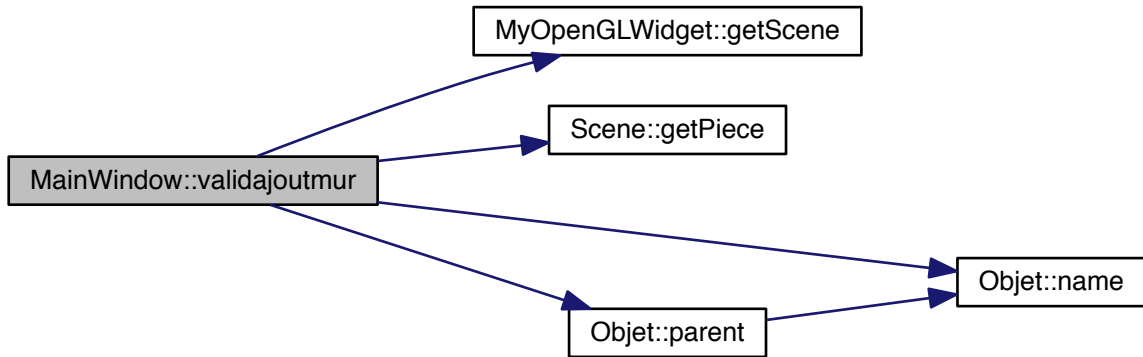 MyOpenGLWidget::getScene
Scene::getPiece
MainWindow::validajoutmur
Objet::name
Objet::parent